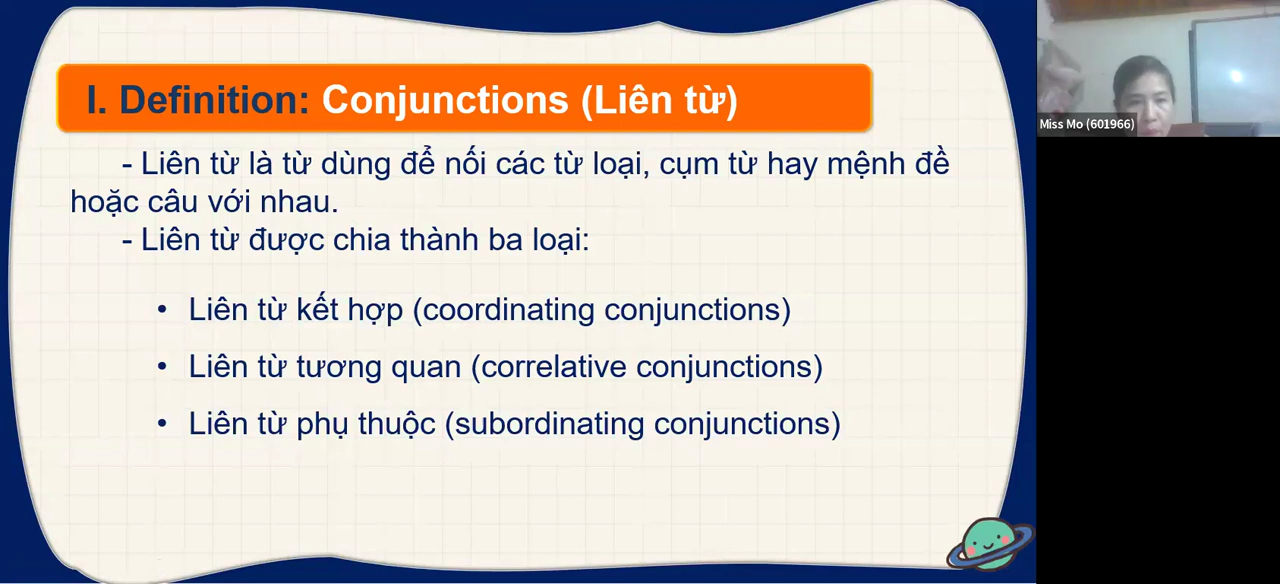 I. Definition: Conjunctions (Liên từ)
- Liên từ là từ dùng để nối các từ loại, cụm từ hay mệnh đề
hoặc câu với nhau.
- Liên từ được chia thành ba loại:
• Liên từ kết hợp (coordinating conjunctions)
• Liên từ tương quan (correlative conjunctions)
• Liên từ phụ thuộc (subordinating conjunctions)
Miss Mo (601966)